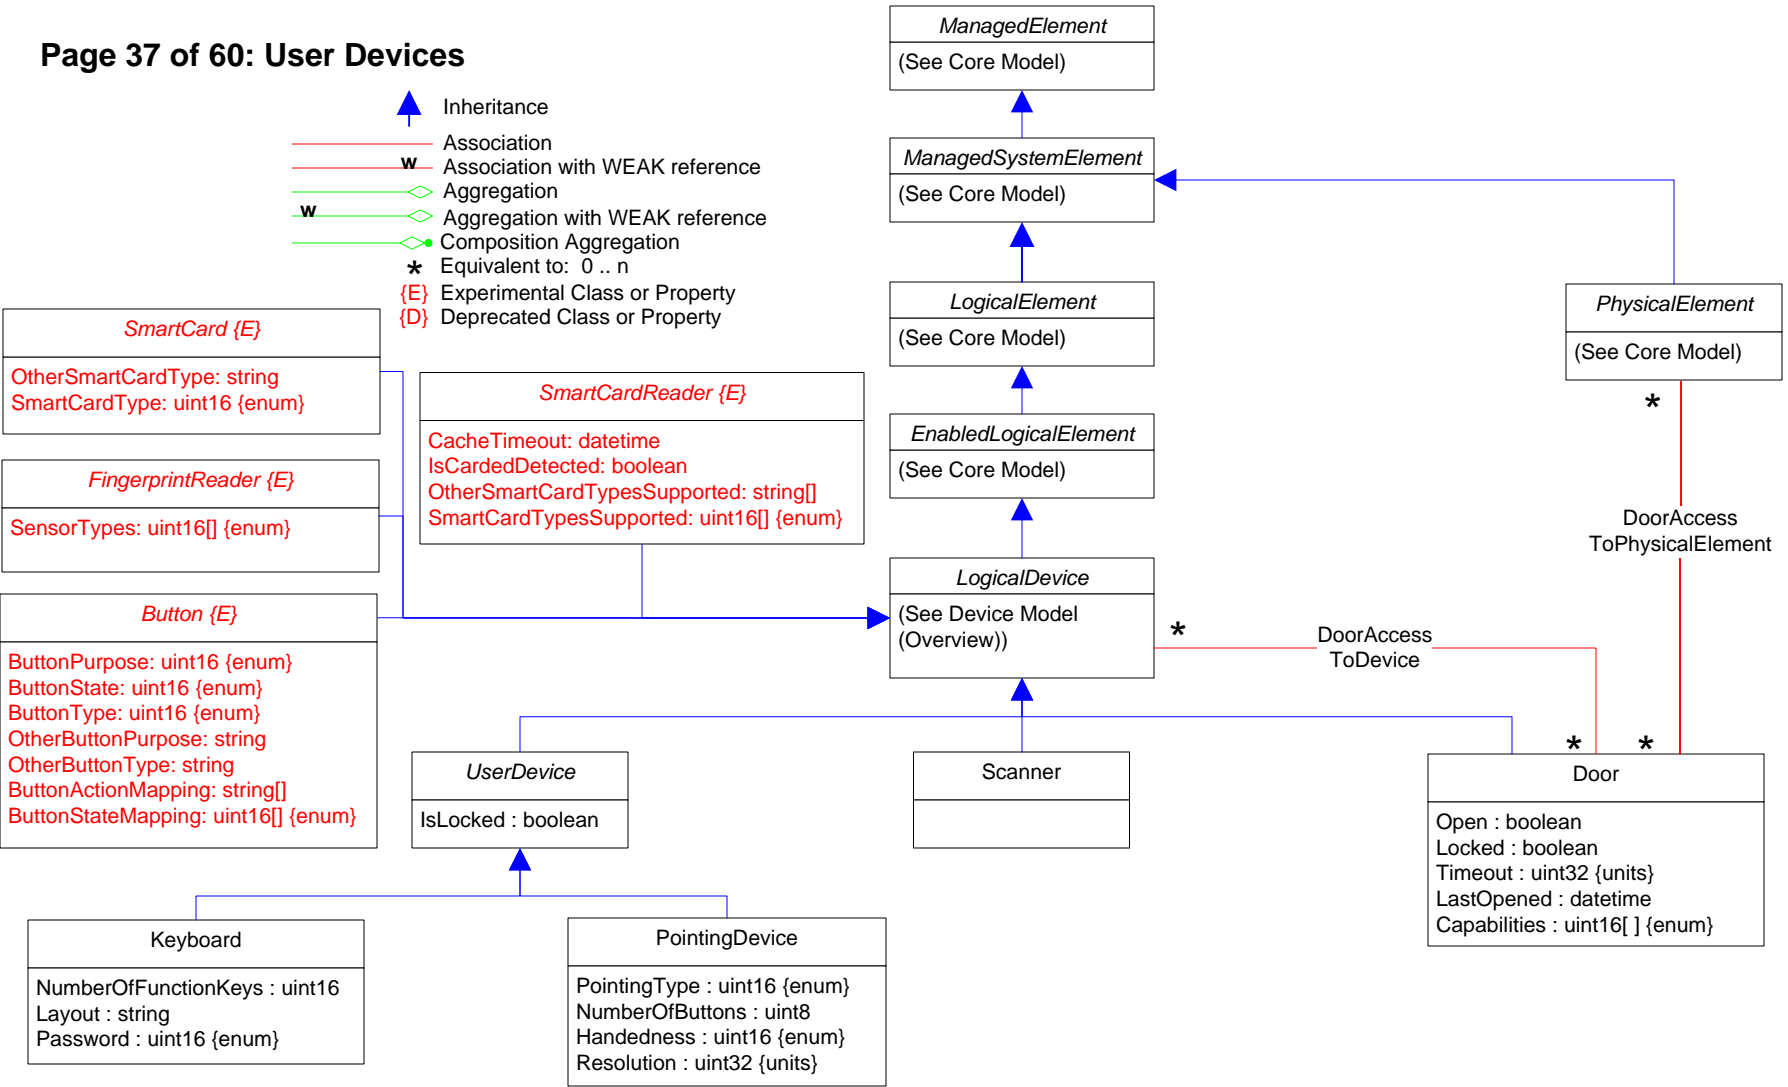 Page 37 of 60: User Devices
Inheritance
Association
w
Association with WEAK reference
Aggregation
w
Aggregation with WEAK reference
Composition Aggregation
* Equivalent to: 0 .. n
{E} Experimental Class or Property
{D} Deprecated Class or Property
ManagedElement
(See Core Model)
ManagedSystemElement
(See Core Model)
LogicalElement
(See Core Model)
PhysicalElement
(See Core Model)
*
EnabledLogicalElement
(See Core Model)
SmartCard {E}
OtherSmartCardType: string
SmartCardType: uint16 {enum}
SmartCardReader {E}
CacheTimeout: datetime
IsCardedDetected: boolean
OtherSmartCardTypesSupported: string[]
SmartCardTypesSupported: uint16[] {enum}
FingerprintReader {E}
SensorTypes: uint16[] {enum}
DoorAccess
ToPhysicalElement
LogicalDevice
(See Device Model
(Overview))
*
DoorAccess
ToDevice
Button {E}
ButtonPurpose: uint16 {enum}
ButtonState: uint16 {enum}
ButtonType: uint16 {enum}
OtherButtonPurpose: string
OtherButtonType: string
ButtonActionMapping: string[]
ButtonStateMapping: uint16[] {enum}
UserDevice
IsLocked : boolean
Scanner
* *
Door
Open : boolean
Locked : boolean
Timeout : uint32 {units}
LastOpened : datetime
Capabilities : uint16[ ] {enum}
Keyboard
NumberOfFunctionKeys : uint16
Layout : string
Password : uint16 {enum}
PointingDevice
PointingType : uint16 {enum}
NumberOfButtons : uint8
Handedness : uint16 {enum}
Resolution : uint32 {units}